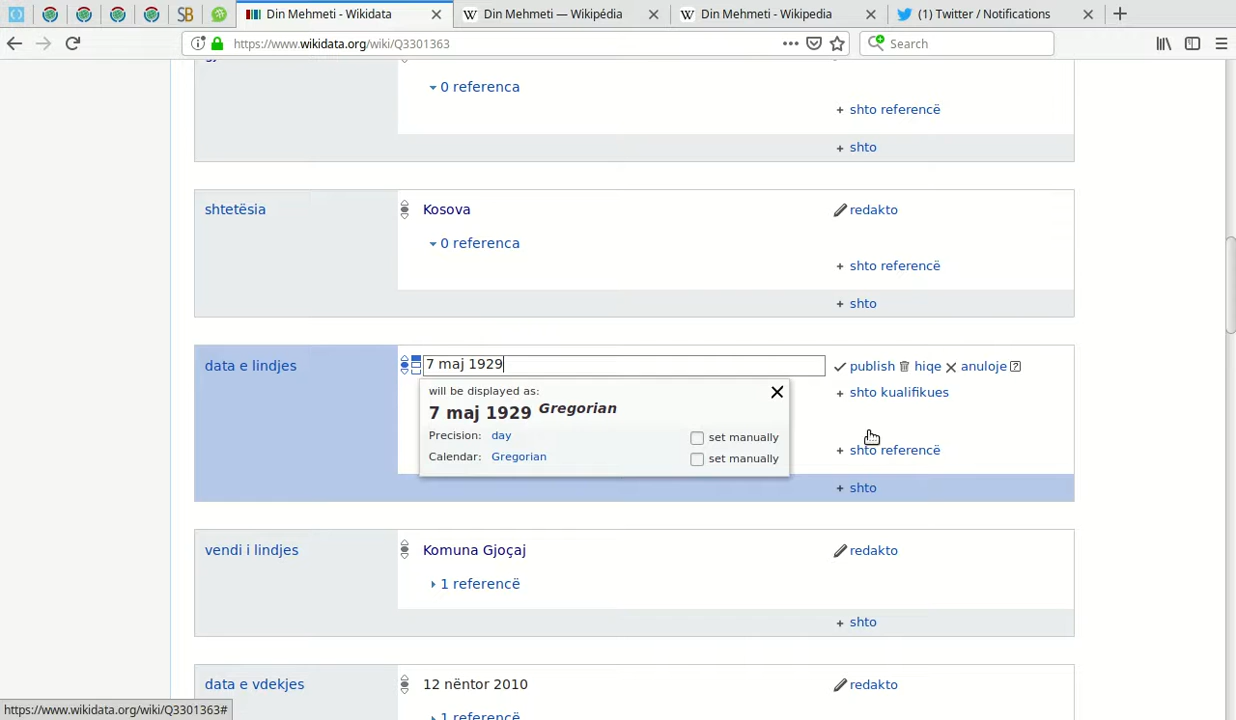 Din Mehmeti - Wikidata
Din Mehmeti — Wikipédia
Din Mehmeti - Wikipedia
(1) Twitter / Notifications
https://www.wikidata.org/wiki/Q3301363
Search
0 referenca
+ shto referencë
+ shto
shtetësia
Kosova
redakto
0 referenca
+ shto referencë
+ shto
data e lindjes
7 maj 1929
publish
hiqe
anuloje
will be displayed as:
+ shto kualifikues
7 maj 1929 Gregorian
Precision: day
set manually
+ shto referencë
Calendar: Gregorian
set manually
+ shto
vendi i lindjes
Komuna Gjoçaj
redakto
1 referencë
+ shto
data e vdekjes
12 nëntor 2010
redakto
1 referencë
https://www.wikidata.org/wiki/Q3301363#